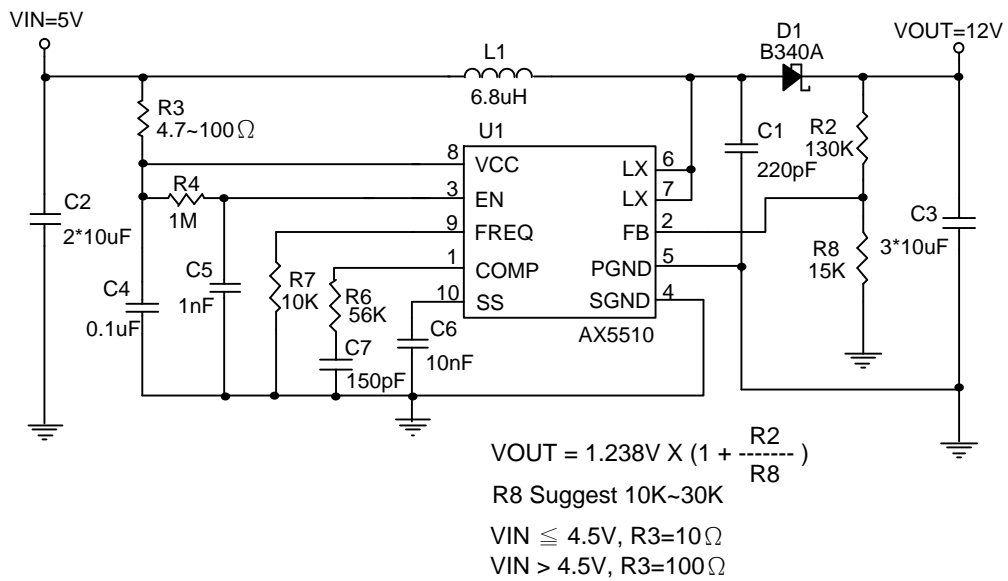 VIN=5V
D1
B340A
VOUT=12V
L1
6.8uH
R3
4.7~100Ω
U1
C1
220pF
R2
130K
8
VCC
LX
6
R4
1M
3
EN
LX
7
C2
2*10uF
9
FREQ
FB
2
C3
3*10uF
C5
1nF
R7
10K
1
COMP
PGND
5
R8
15K
C4
0.1uF
R6
56K
10
SS
SGND
4
C6
10nF
AX5510
C7
150pF
VOUT = 1.238V X (1 + R2
------- )
R8
R8 Suggest 10K~30K
VIN ≦ 4.5V, R3=10Ω
VIN > 4.5V, R3=100Ω